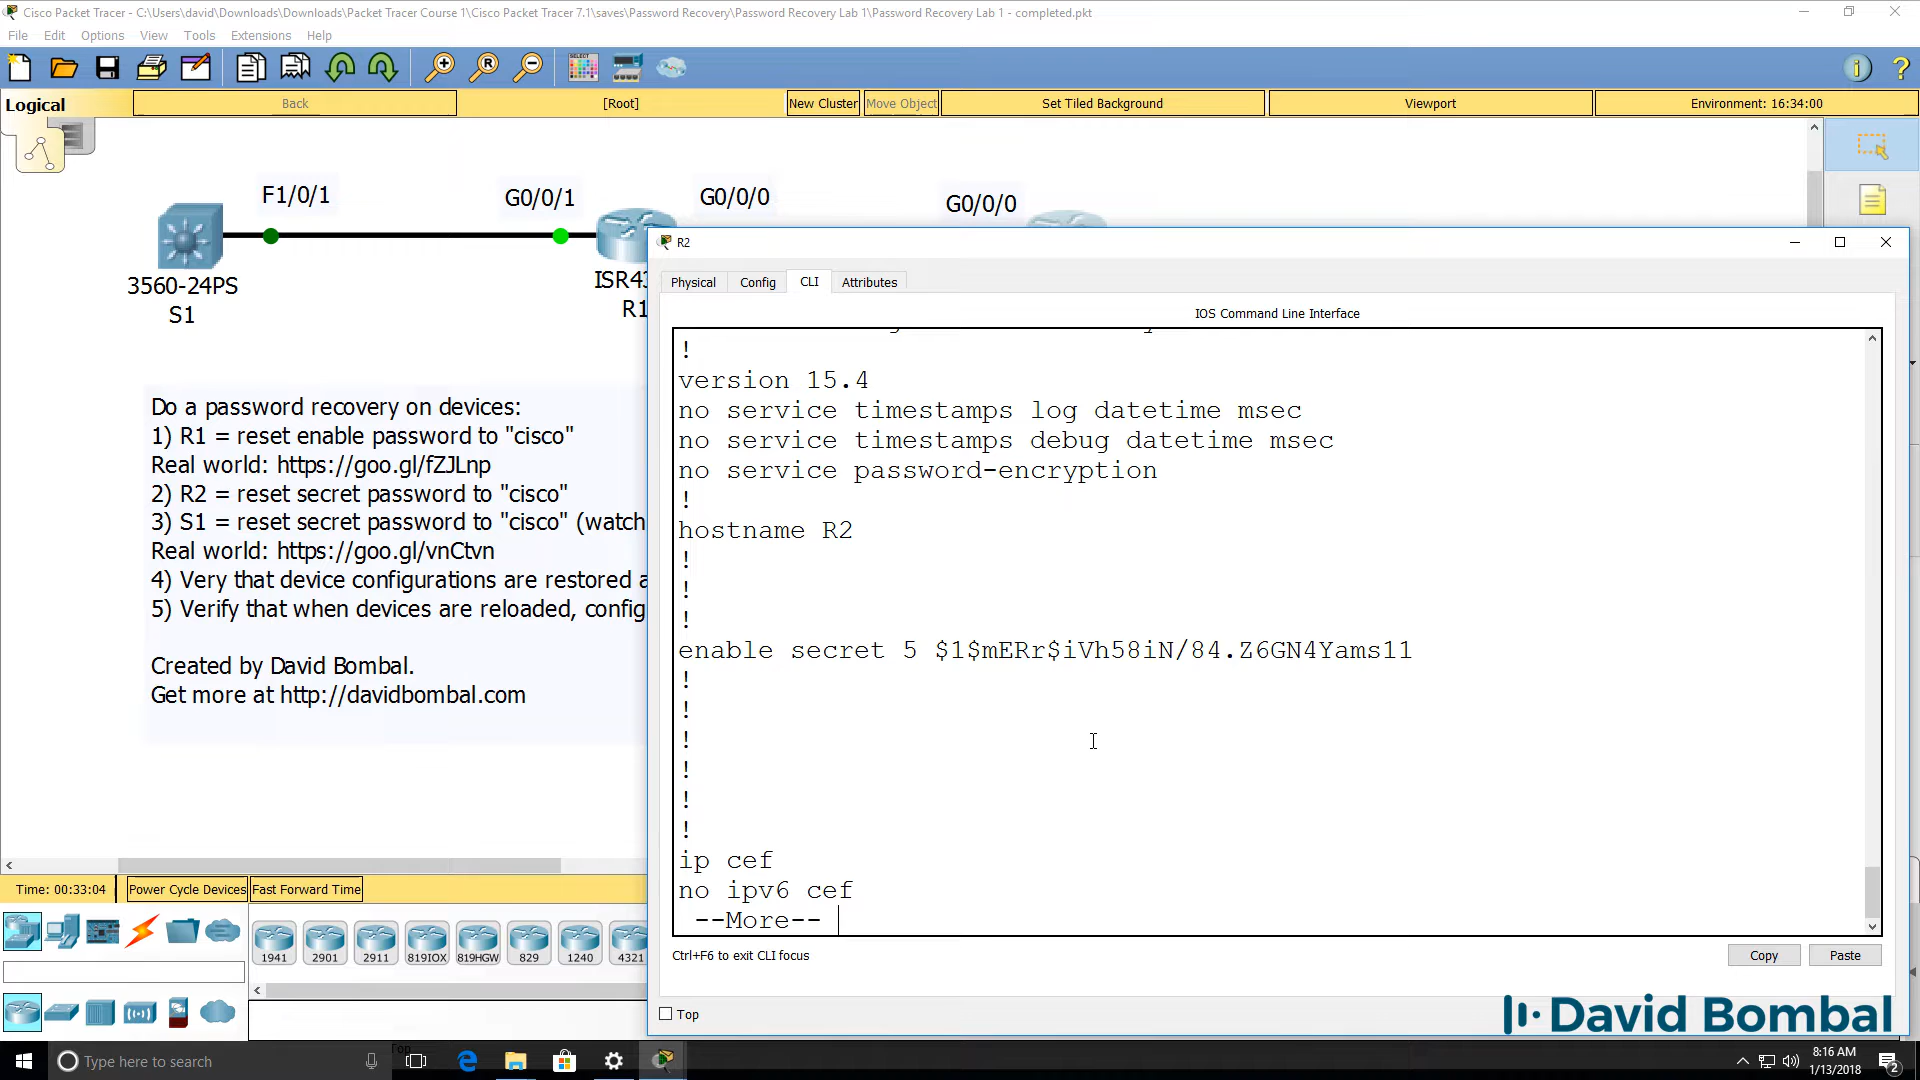 Cisco Packet Tracer - C:\Users\david\Downloads\Downloads\Packet Tracer Course 1\Cisco Packet Tracer 7.1\saves\Password Recovery\Password Recovery Lab 1\Password Recovery Lab 1 - completed.pkt
File Edit Options View Tools Extensions Help
Logical Back [Root] New Cluster Move Object Set Tiled Background Viewport Environment: 16:34:00
F1/0/1 G0/0/1 G0/0/0 G0/0/0
3560-24PS
S1
ISR43
R1
Do a password recovery on devices:
1) R1 = reset enable password to "cisco"
Real world: https://goo.gl/fZJLnp
2) R2 = reset secret password to "cisco"
3) S1 = reset secret password to "cisco" (watch
Real world: https://goo.gl/vnCtvn
4) Very that device configurations are restored a
5) Verify that when devices are reloaded, config
Created by David Bombal.
Get more at http://davidbombal.com
R2
Physical Config CLI Attributes
IOS Command Line Interface
!
version 15.4
no service timestamps log datetime msec
no service timestamps debug datetime msec
no service password-encryption
!
hostname R2
!
!
!
enable secret 5 $1$mERr$iVh58iN/84.Z6GN4Yams11
!
!
!
!
!
!
ip cef
no ipv6 cef
--More--
Ctrl+F6 to exit CLI focus
Copy Paste
Top
David Bombal
Time: 00:33:04 Power Cycle Devices Fast Forward Time
1941 2901 2911 819IOX 819HGW 829 1240 4321
Type here to search
8:16 AM
1/13/2018
2